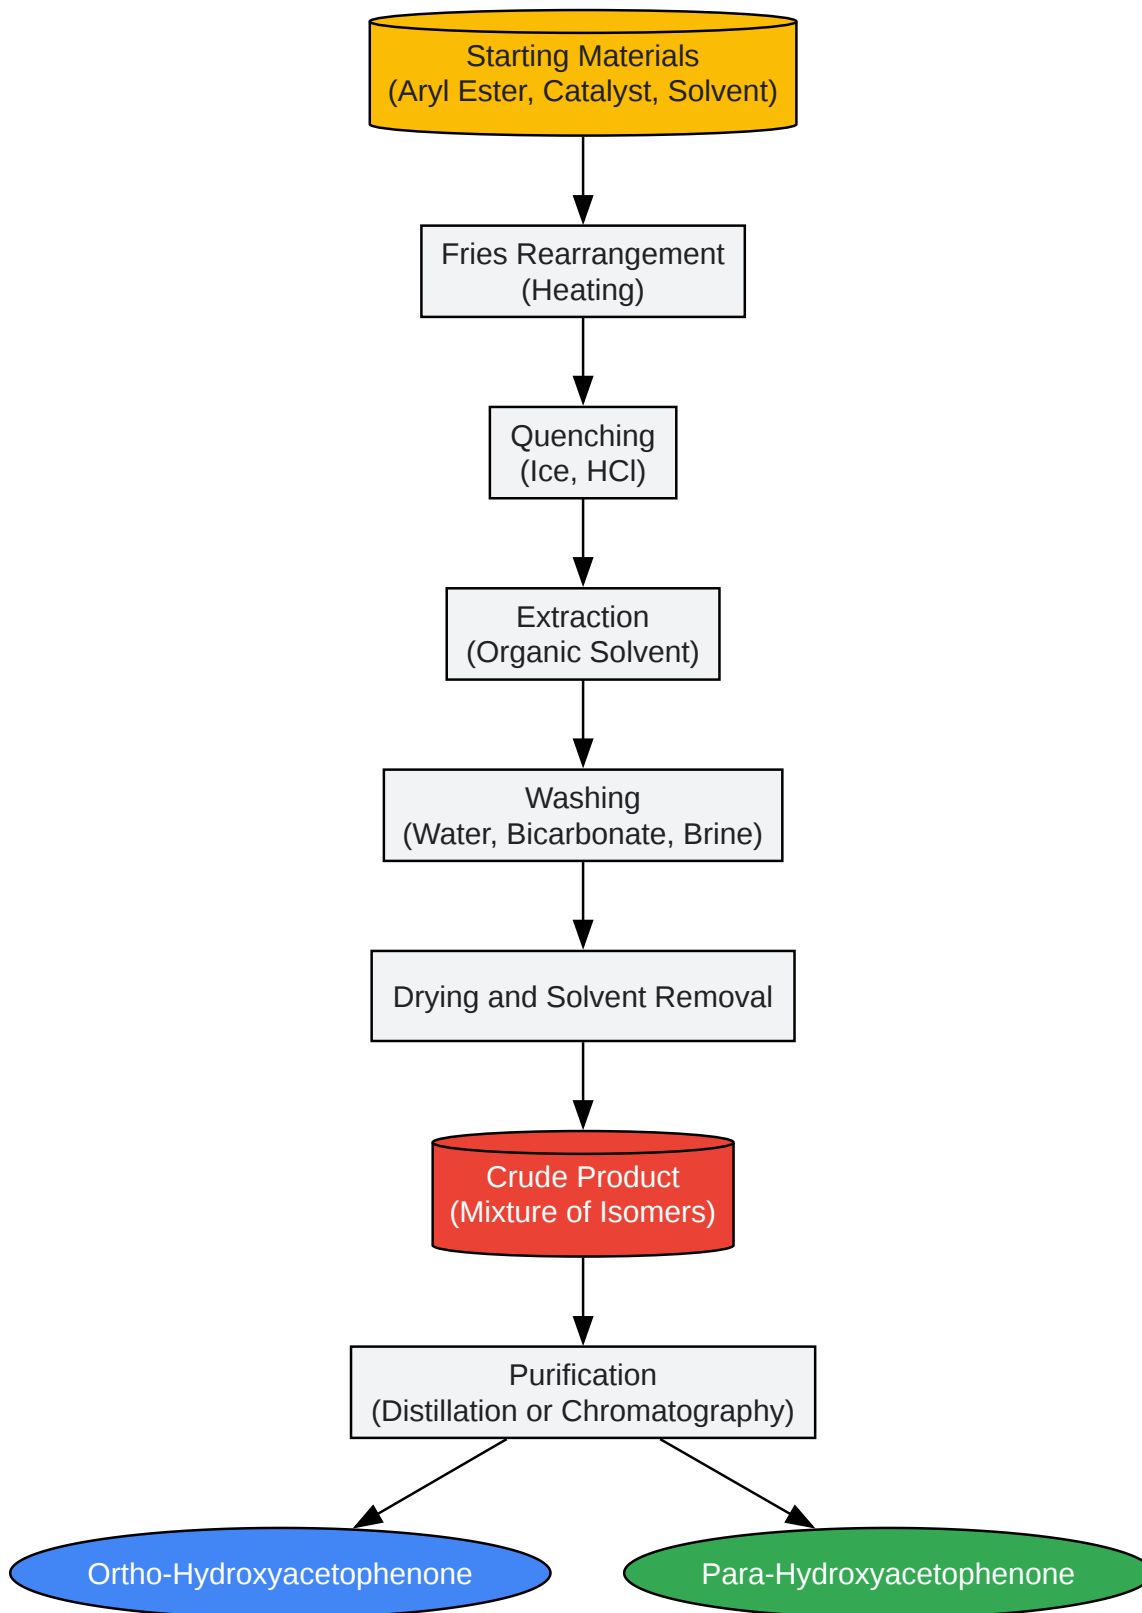 Starting Materials
(Aryl Ester, Catalyst, Solvent)
Fries Rearrangement
(Heating)
Quenching
(Ice, HCl)
Extraction
(Organic Solvent)
Washing
(Water, Bicarbonate, Brine)
Drying and Solvent Removal
Crude Product
(Mixture of Isomers)
Purification
(Distillation or Chromatography)
Ortho-Hydroxyacetophenone
Para-Hydroxyacetophenone